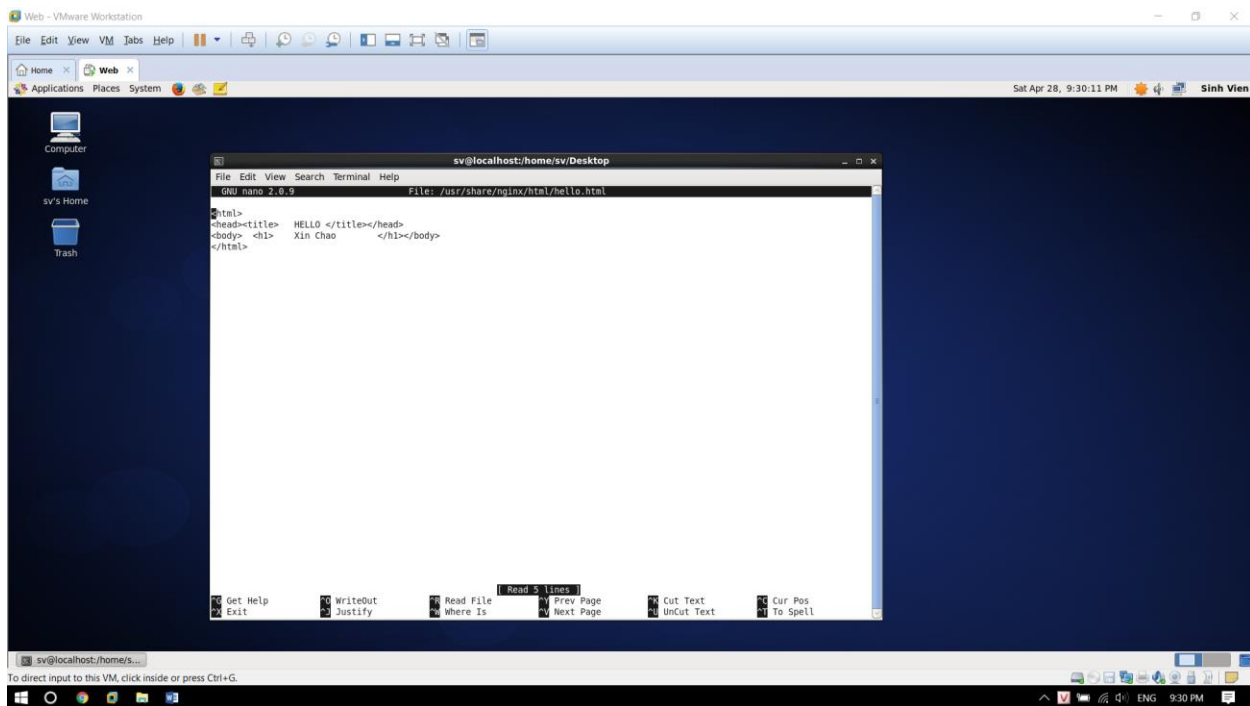 Web - VMware Workstation
File Edit View VM Tabs Help
Home Web
Applications Places System Sat Apr 28, 9:30:11 PM Sinh Vien
Computer
sv's Home
Trash
sv@localhost:/home/sv/Desktop
File Edit View Search Terminal Help
GNU nano 2.0.9 File: /usr/share/nginx/html/hello.html
<html>
<head><title> HELLO </title></head>
<body> <h1> Xin Chao </h1></body>
</html>
[ Read 5 lines ]
^G Get Help ^O WriteOut ^R Read File ^Y Prev Page ^K Cut Text ^C Cur Pos
^X Exit ^J Justify ^W Where Is ^V Next Page ^U UnCut Text ^T To Spell
sv@localhost:/home/s...
To direct input to this VM, click inside or press Ctrl+G.
ENG 9:30 PM